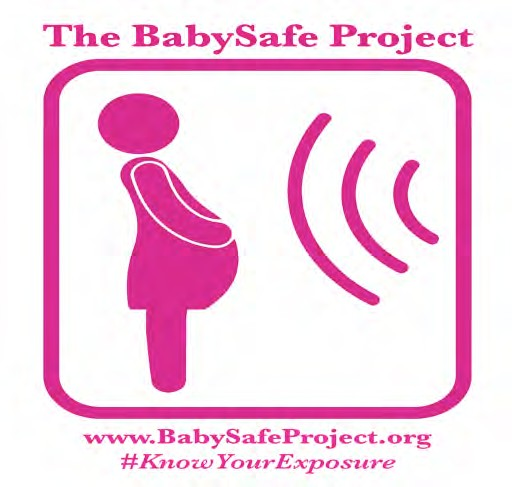 The BabySafe Project
www.BabySafeProject.org
#KnowYourExposure